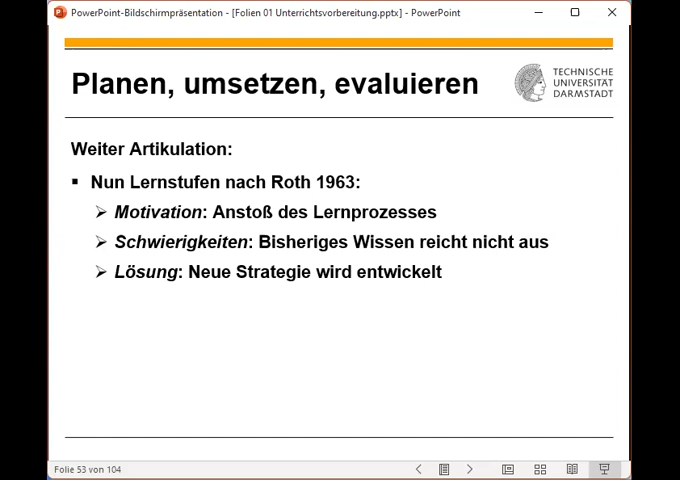 PowerPoint-Bildschirmpräsentation - [Folien 01 Unterrichtsvorbereitung.pptx] - PowerPoint
Planen, umsetzen, evaluieren
TECHNISCHE
UNIVERSITÄT
DARMSTADT
Weiter Artikulation:
▪ Nun Lernstufen nach Roth 1963:
➢ Motivation: Anstoß des Lernprozesses
➢ Schwierigkeiten: Bisheriges Wissen reicht nicht aus
➢ Lösung: Neue Strategie wird entwickelt
Folie 53 von 104